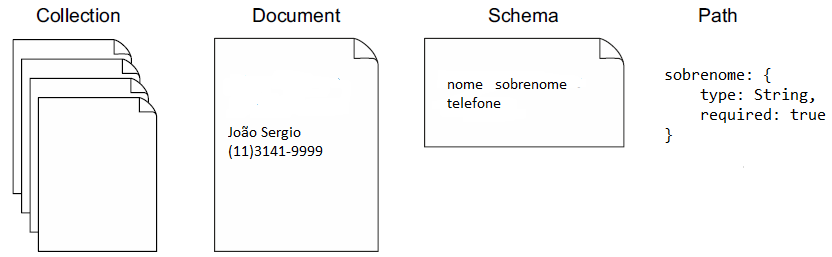 Collection
Document
Schema
Path
João Sergio
(11)3141-9999
nome sobrenome
telefone
sobrenome: {
type: String,
required: true
}